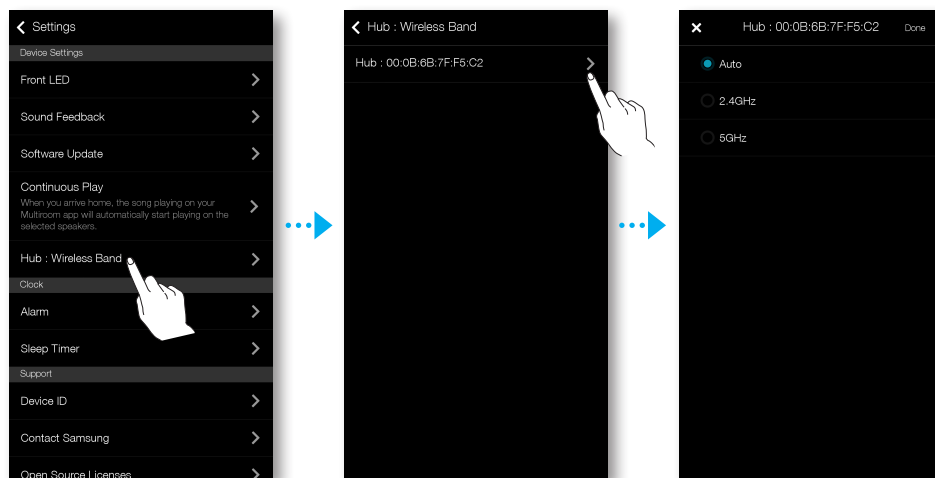 Settings
Device Settings
Front LED
Sound Feedback
Software Update
Continuous Play
When you arrive home, the song playing on your
Multiroom app will automatically start playing on the
selected speakers.
Hub : Wireless Band
Clock
Alarm
Sleep Timer
Support
Device ID
Contact Samsung
Open Source Licenses
Hub : Wireless Band
Hub : 00:0B:6B:7F:F5:C2
Hub : 00:0B:6B:7F:F5:C2 Done
Auto
2.4GHz
5GHz